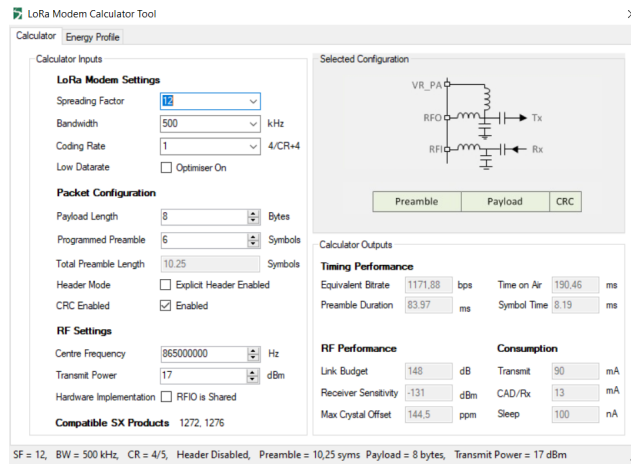 LoRa Modem Calculator Tool
Calculator Energy Profile
Calculator Inputs
LoRa Modem Settings
Spreading Factor 12
Bandwidth 500 kHz
Coding Rate 1 4/CR+4
Low Datarate Optimiser On
Packet Configuration
Payload Length 8 Bytes
Programmed Preamble 6 Symbols
Total Preamble Length 10.25 Symbols
Header Mode Explicit Header Enabled
CRC Enabled Enabled
RF Settings
Centre Frequency 865000000 Hz
Transmit Power 17 dBm
Hardware Implementation RFIO is Shared
Compatible SX Products 1272, 1276
Selected Configuration
VR_PA
RFO Tx
RFI Rx
Preamble Payload CRC
Calculator Outputs
Timing Performance
Equivalent Bitrate 1171,88 bps Time on Air 190,46 ms
Preamble Duration 83.97 ms Symbol Time 8.19 ms
RF Performance Consumption
Link Budget 148 dB Transmit 90 mA
Receiver Sensitivity -131 dBm CAD/Rx 13 mA
Max Crystal Offset 144,5 ppm Sleep 100 nA
SF = 12, BW = 500 kHz, CR = 4/5, Header Disabled, Preamble = 10,25 syms Payload = 8 bytes, Transmit Power = 17 dBm